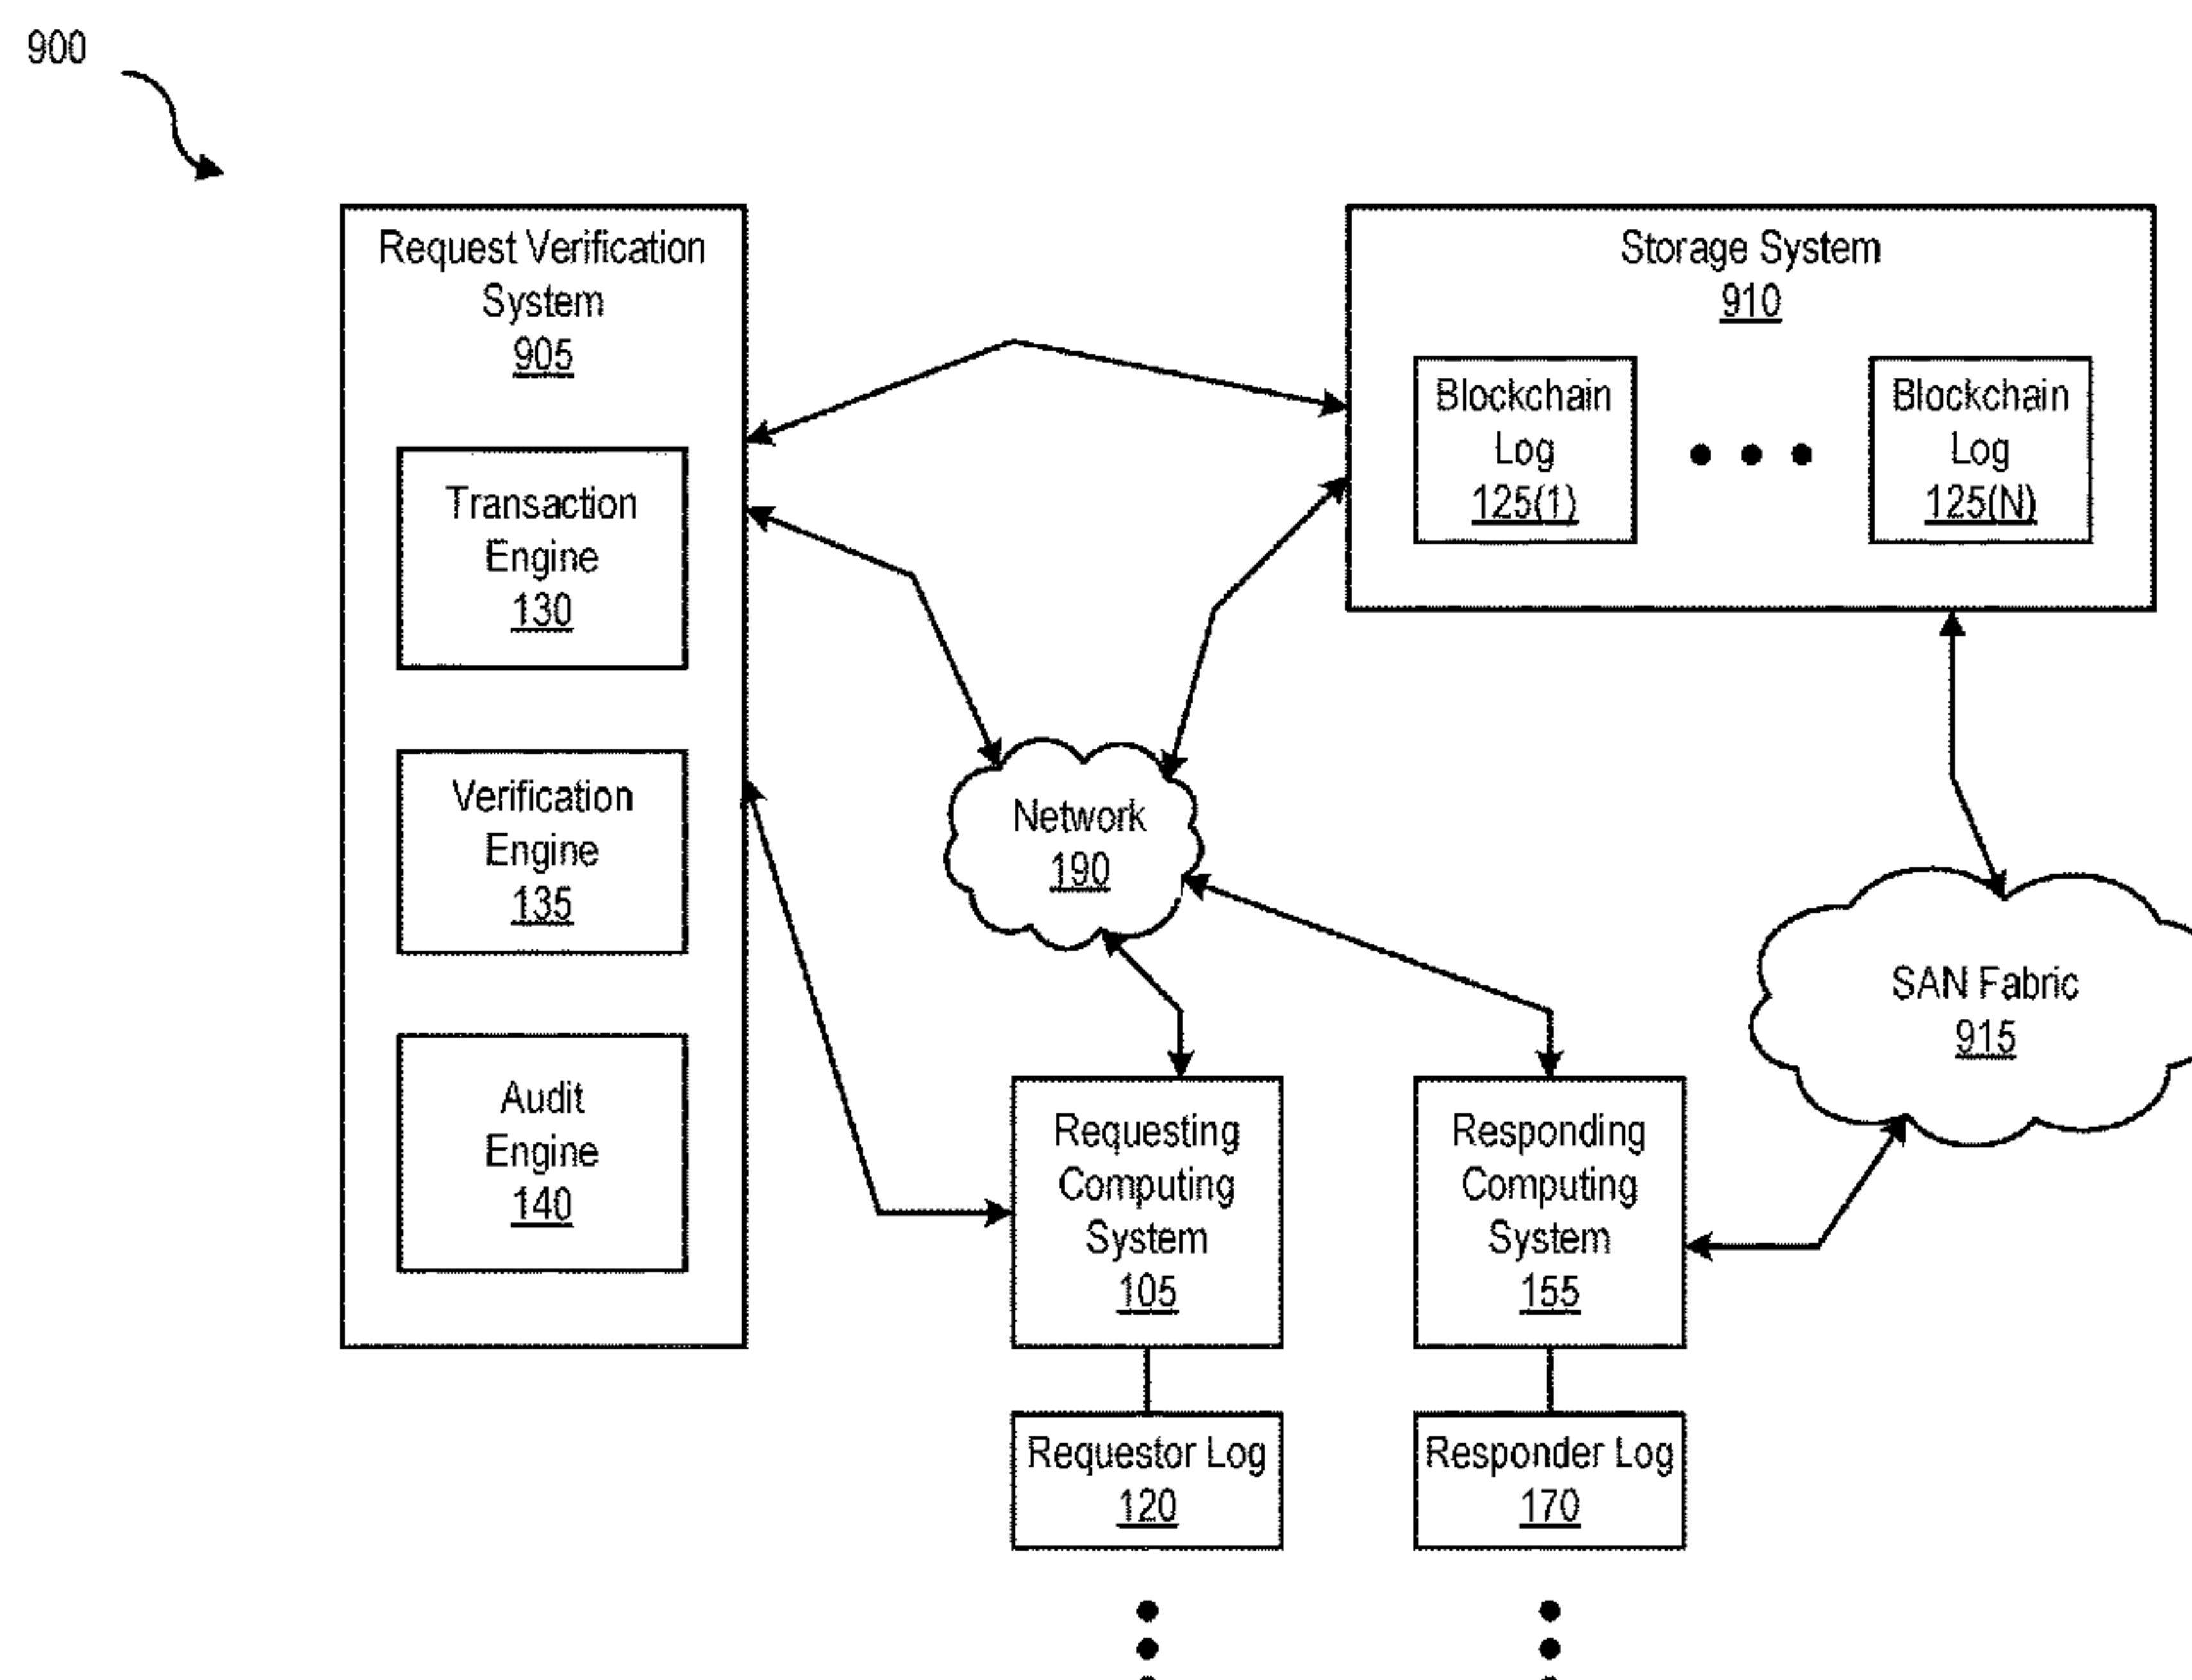 900
Request Verification
System
905
Transaction
Engine
130
Verification
Engine
135
Audit
Engine
140
Storage System
910
Blockchain
Log
125(1)
Blockchain
Log
125(N)
Network
190
SAN Fabric
915
Requesting
Computing
System
105
Responding
Computing
System
155
Requestor Log
120
Responder Log
170